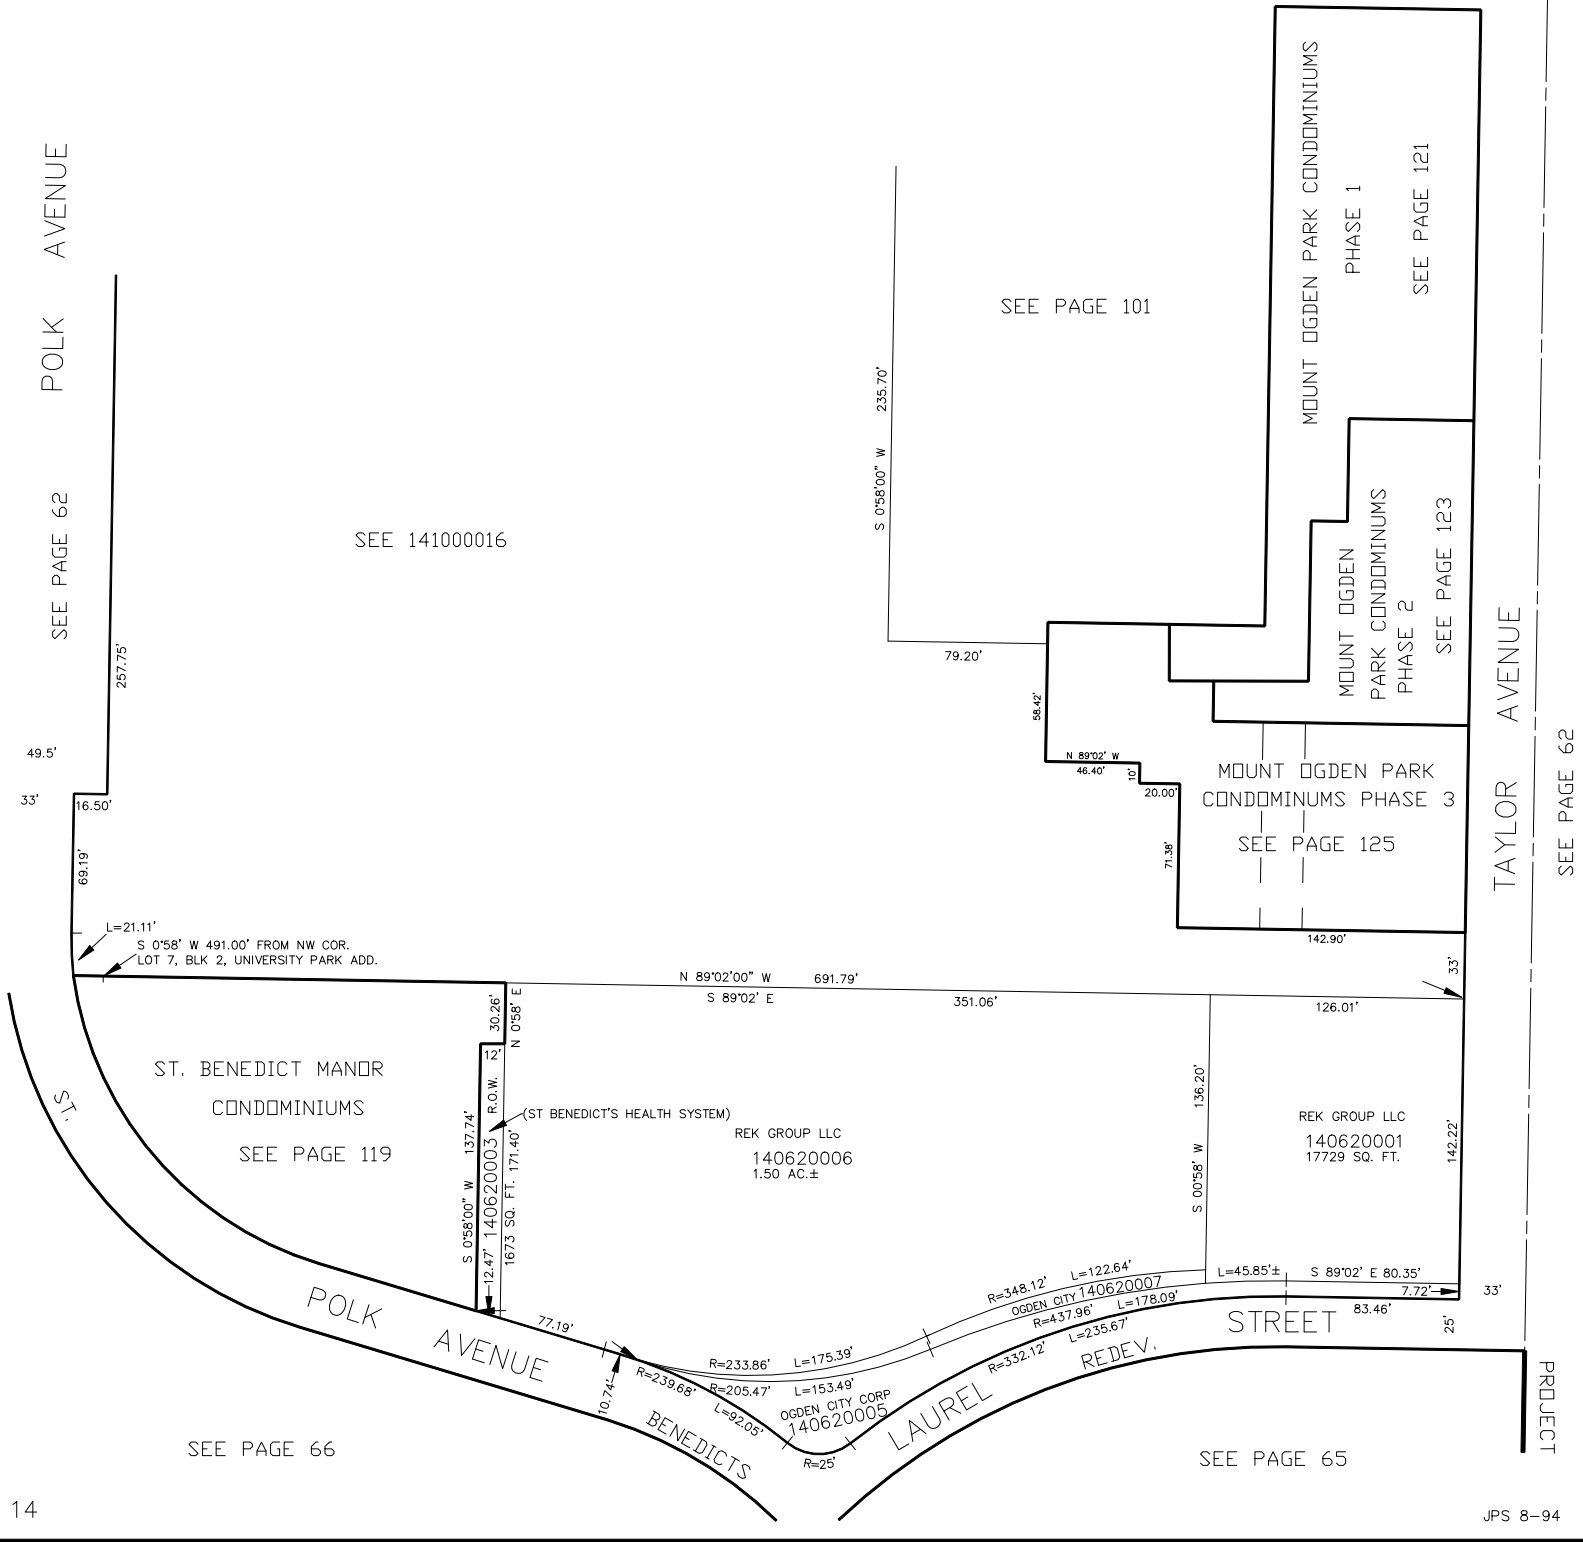 POLK AVENUE
SEE PAGE 62
257.75'
49.5'
33'
16.50'
69.19'
L=21.11'
S 0°58' W 491.00' FROM NW COR.
LOT 7, BLK 2, UNIVERSITY PARK ADD.
SEE 141000016
SEE PAGE 101
S 0°58'00" W 235.70'
79.20'
MOUNT OGDEN PARK CONDOMINIUMS
PHASE 1
SEE PAGE 121
MOUNT OGDEN
PARK CONDOMINUMS
PHASE 2
SEE PAGE 123
58.42'
N 89°02' W
46.40'
10'
20.00'
71.38'
MOUNT OGDEN PARK
CONDOMINUMS PHASE 3
SEE PAGE 125
142.90'
33'
TAYLOR AVENUE
SEE PAGE 62
N 89°02'00" W 691.79'
S 89°02' E 351.06'
126.01'
30.26'
N 0°58' E
12'
ST. BENEDICT MANOR
CONDOMINIUMS
SEE PAGE 119
S 0°58'00" W 137.74'
12.47' 140620003 R.O.W.
1673 SQ. FT. 171.40'
(ST BENEDICT'S HEALTH SYSTEM)
REK GROUP LLC
140620006
1.50 AC.±
S 00°58' W 136.20'
REK GROUP LLC
140620001
17729 SQ. FT.
142.22'
R=348.12' L=122.64'
OGDEN CITY 140620007
R=437.96' L=178.09'
L=235.67'
R=332.12'
L=45.85'±
S 89°02' E 80.35'
7.72'
83.46'
33'
25'
77.19'
10.74'
R=233.86' L=175.39'
R=205.47' L=153.49'
R=239.68'
L=92.05'
OGDEN CITY CORP
140620005
R=25'
ST.
POLK AVENUE
BENEDICTS
LAUREL STREET
REDEV.
PROJECT
SEE PAGE 66
SEE PAGE 65
14
JPS 8-94